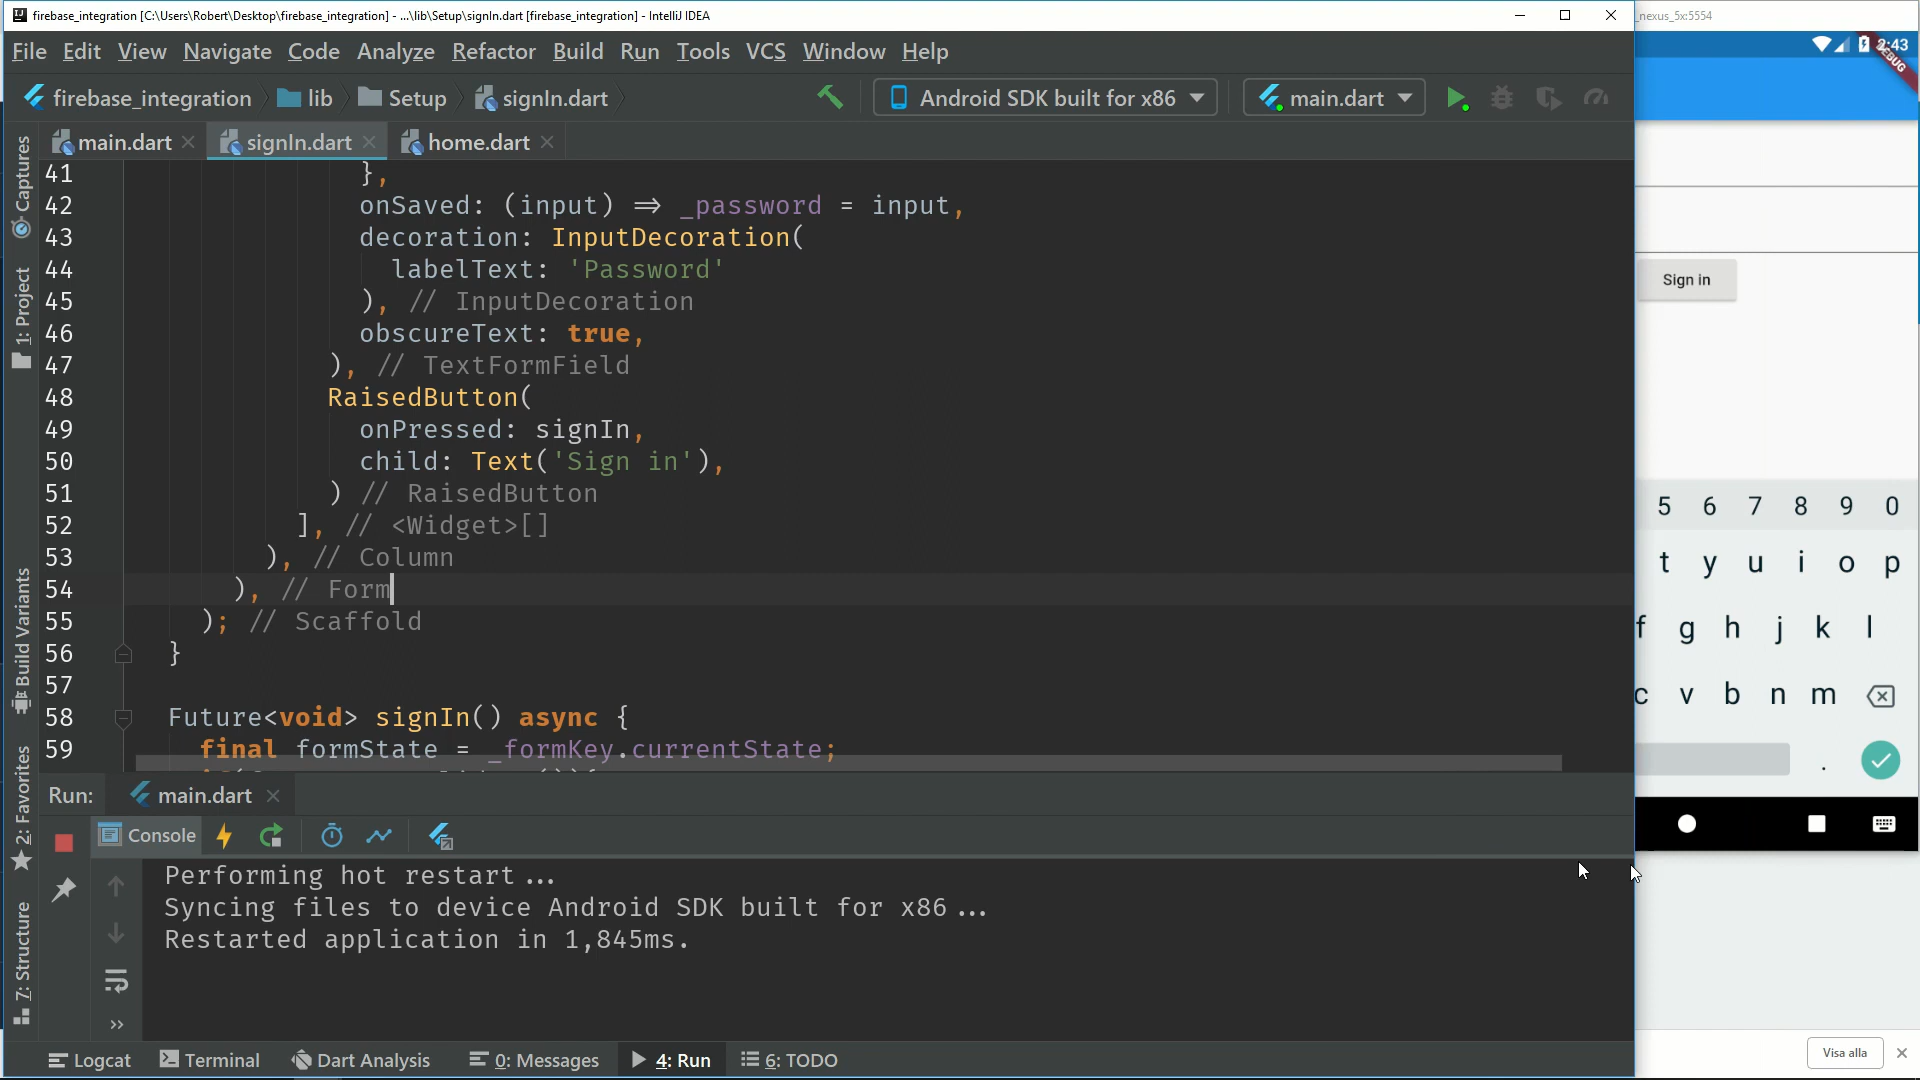 firebase_integration [C:\Users\Robert\Desktop\firebase_integration] - ...\lib\Setup\signIn.dart [firebase_integration] - IntelliJ IDEA
_nexus_5x:5554
File Edit View Navigate Code Analyze Refactor Build Run Tools VCS Window Help
2:43
DEBUG
firebase_integration lib Setup signIn.dart Android SDK built for x86 main.dart
main.dart signIn.dart home.dart
Captures
1: Project
Build Variants
2: Favorites
7: Structure
41 },
42 onSaved: (input) => _password = input,
43 decoration: InputDecoration(
44 labelText: 'Password'
45 ), // InputDecoration
46 obscureText: true,
47 ), // TextFormField
48 RaisedButton(
49 onPressed: signIn,
50 child: Text('Sign in'),
51 ) // RaisedButton
52 ], // <Widget>[]
53 ), // Column
54 ), // Form
55 ); // Scaffold
56 }
57
58 Future<void> signIn() async {
59 final formState = _formKey.currentState;
Sign in
5 6 7 8 9 0
t y u i o p
f g h j k l
c v b n m
.
Run: main.dart
Console
Performing hot restart...
Syncing files to device Android SDK built for x86...
Restarted application in 1,845ms.
Logcat Terminal Dart Analysis 0: Messages 4: Run 6: TODO
Visa alla